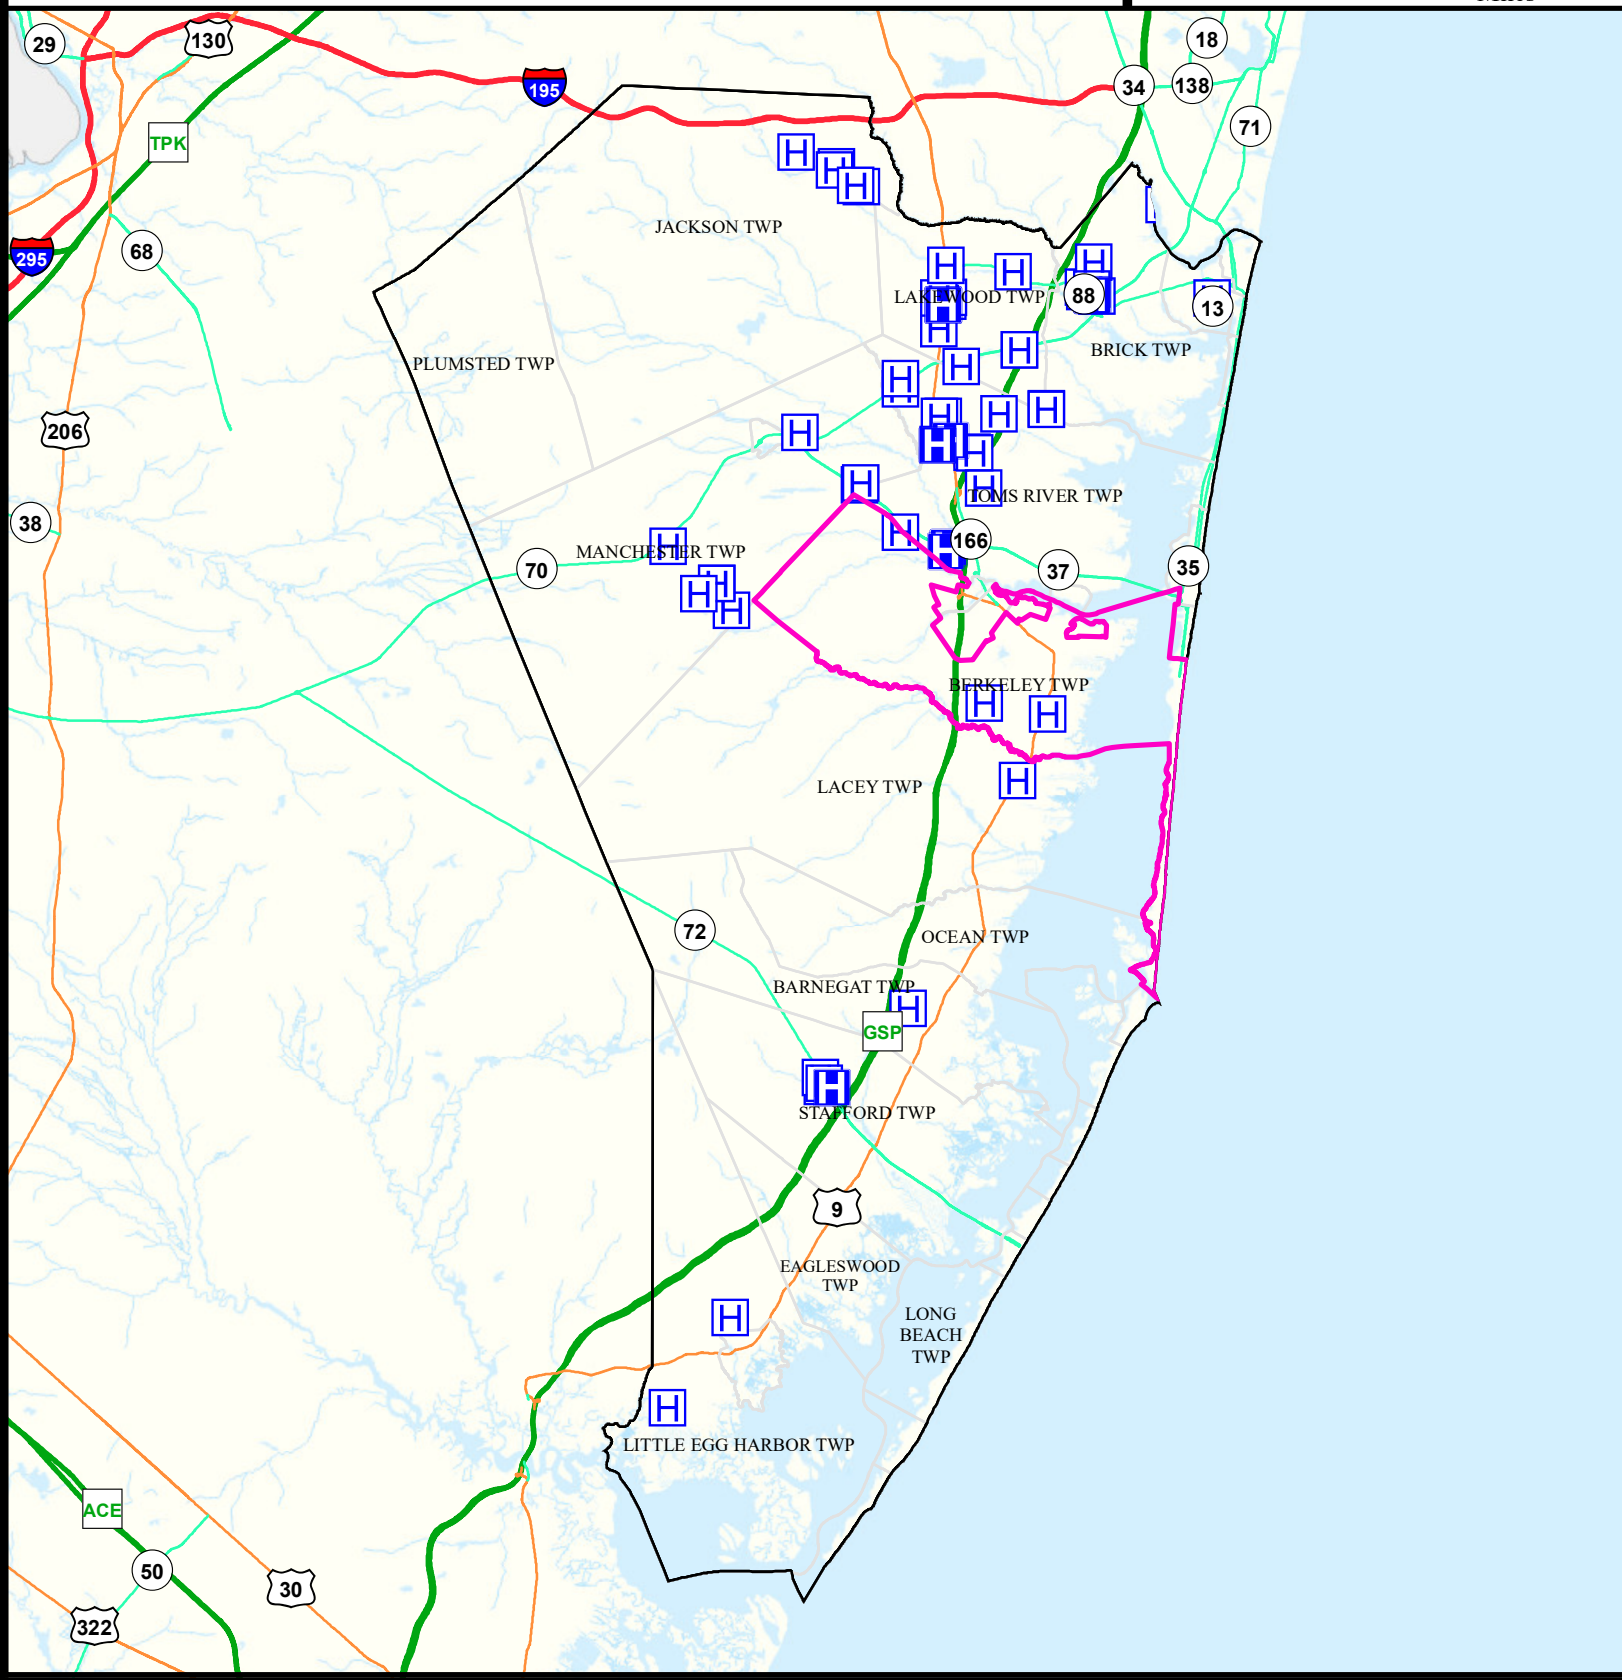 29
130
18
195
34
138
TPK
71
H
H
H
JACKSON TWP
68
295
H
H
H
88
LAKEWOOD TWP
13
H
H
BRICK TWP
PLUMSTED TWP
H
H
H
H
H
H
206
H
H
H
H
H
TOMS RIVER TWP
38
H
166
H
MANCHESTER TWP
H
35
70
37
H
H
H
BERKELEY TWP
H
H
H
LACEY TWP
72
OCEAN TWP
BARNEGAT TWP
H
GSP
H
STAFFORD TWP
9
EAGLESWOOD
TWP
H
LONG
BEACH
TWP
H
LITTLE EGG HARBOR TWP
ACE
50
30
322